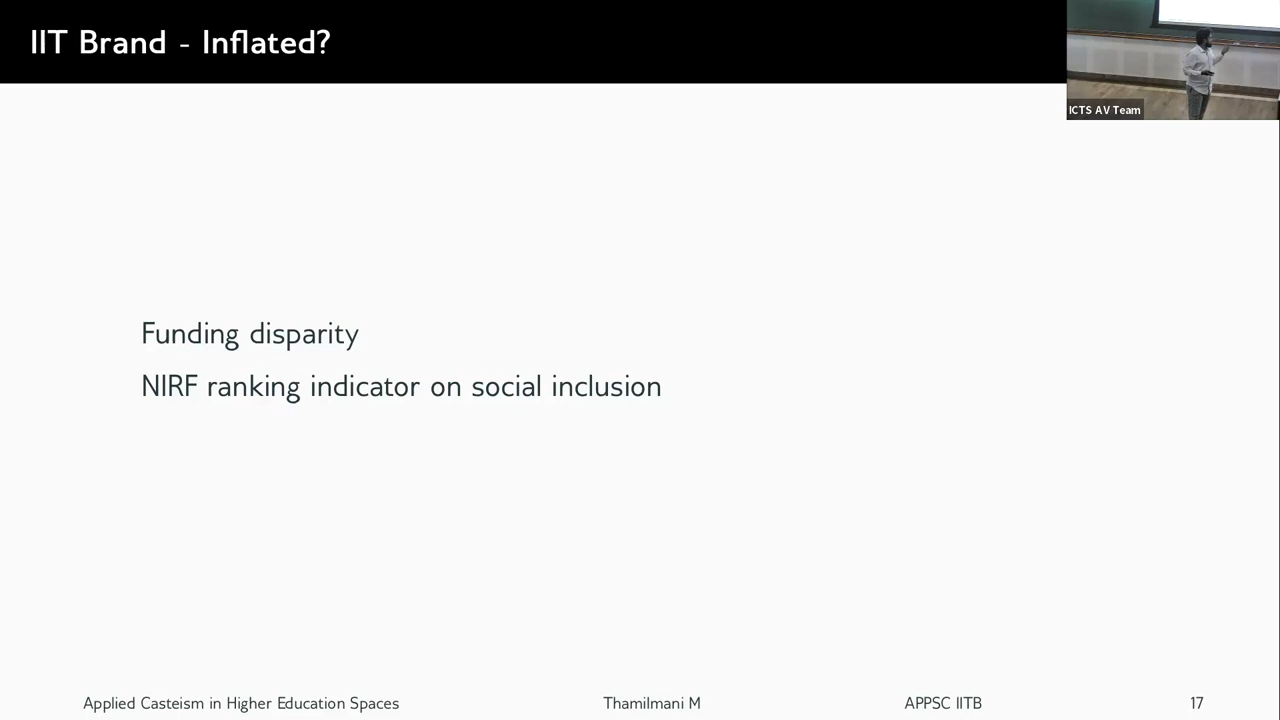 IIT Brand - Inflated?
ICTS AV Team
Funding disparity
NIRF ranking indicator on social inclusion
Applied Casteism in Higher Education Spaces Thamilmani M APPSC IITB 17